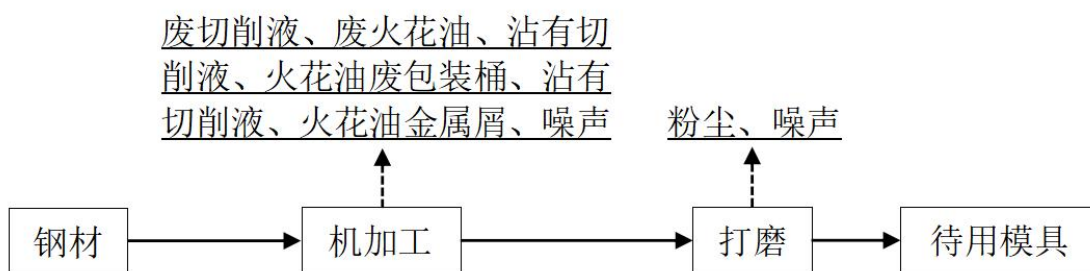 废切削液、废火花油、沾有切
削液、火花油废包装桶、沾有
切削液、火花油金属屑、噪声
粉尘、噪声
钢材
机加工
打磨
待用模具